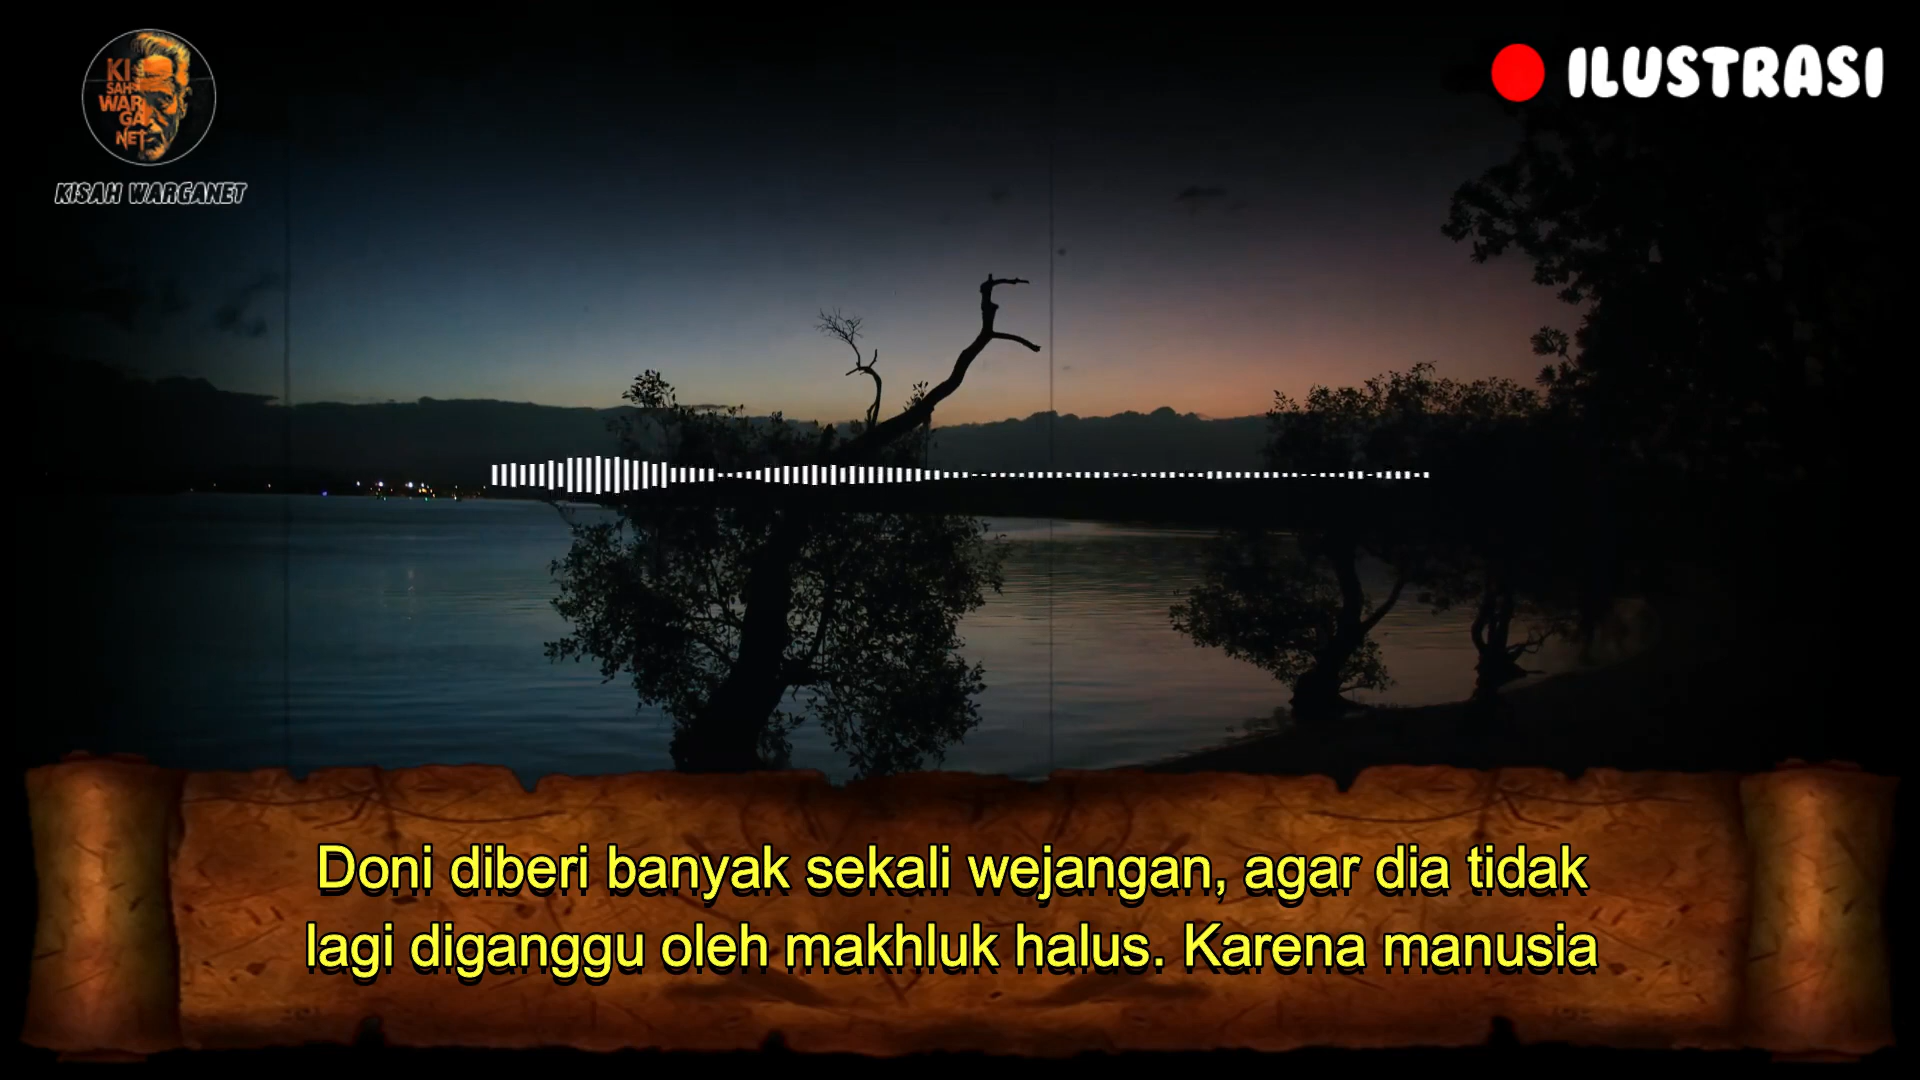 KI
SAH
WAR
GA
NET
KISAH WARGANET
ILUSTRASI
Doni diberi banyak sekali wejangan, agar dia tidak
lagi diganggu oleh makhluk halus. Karena manusia